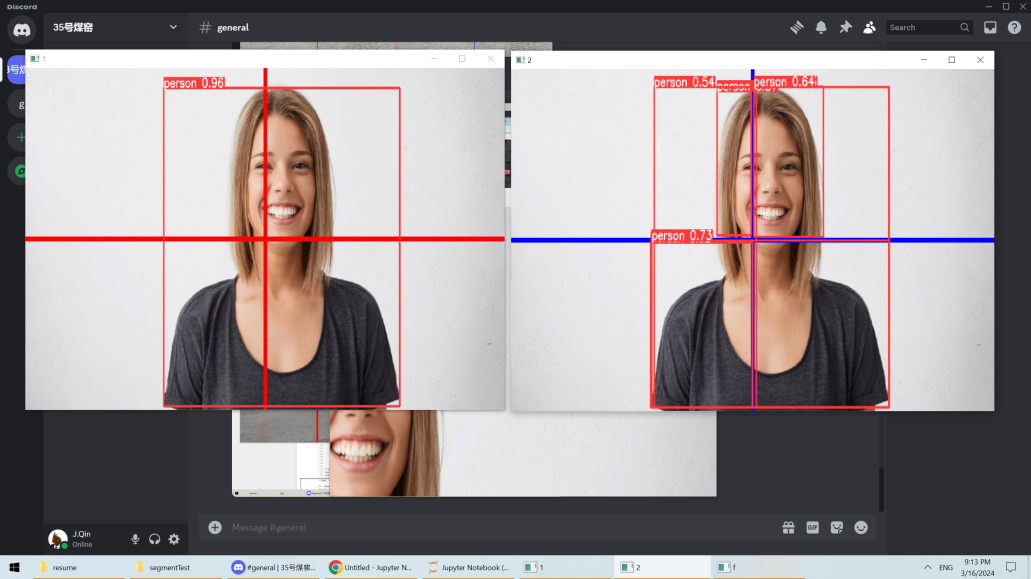 Discord
35号煤窑
# general
Search
1
2
person 0.96
person 0.54
person
person 0.64
person 0.73
Message #general
GIF
J.Qin
Online
resume
segmentTest
#general | 35号煤窑...
Untitled - Jupyter N...
Jupyter Notebook (...
1
2
f
ENG
9:13 PM
3/16/2024